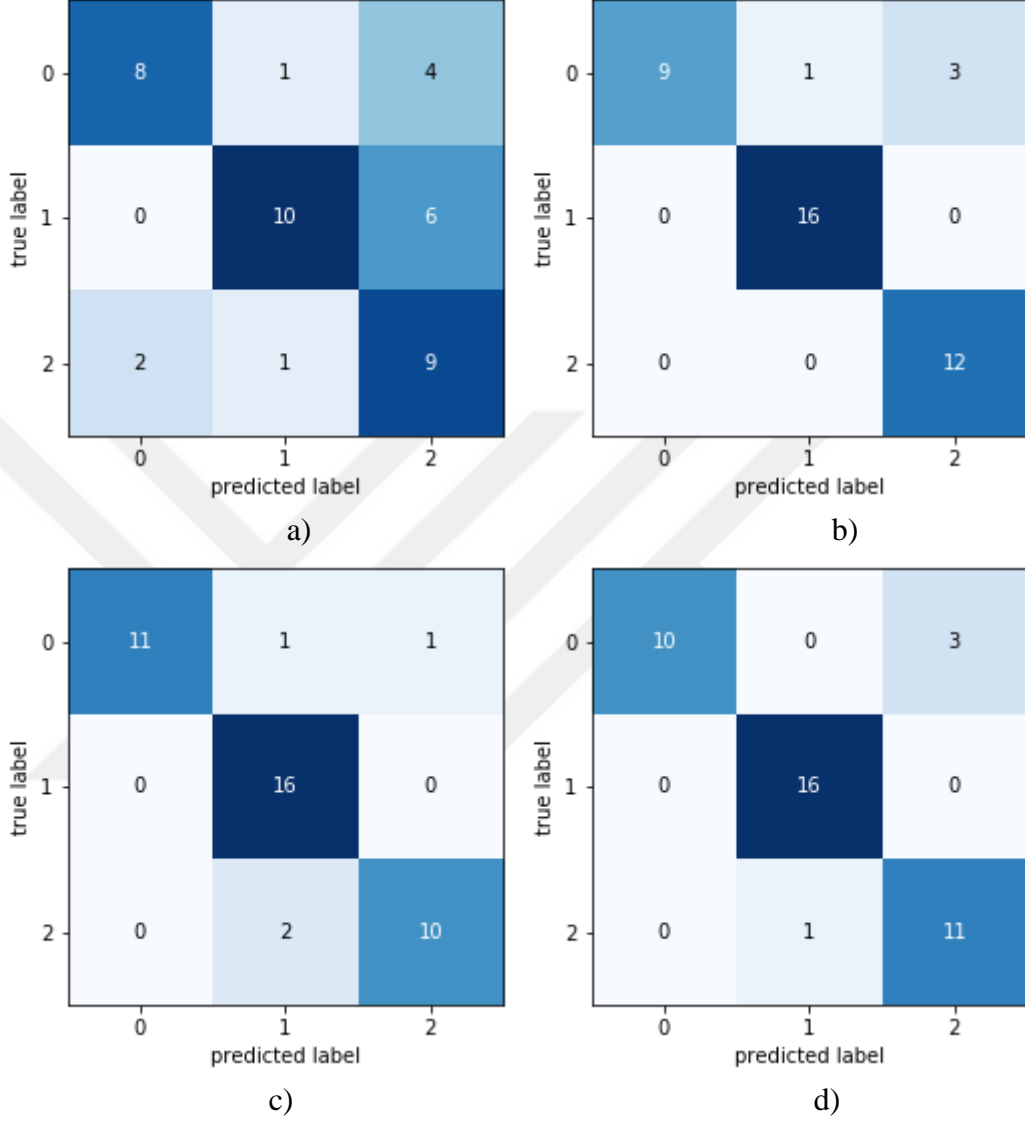 0 8 1 4
1 0 10 6
2 2 1 9
0 1 2
true label
predicted label
a)
0 9 1 3
1 0 16 0
2 0 0 12
0 1 2
true label
predicted label
b)
0 11 1 1
1 0 16 0
2 0 2 10
0 1 2
true label
predicted label
c)
0 10 0 3
1 0 16 0
2 0 1 11
0 1 2
true label
predicted label
d)